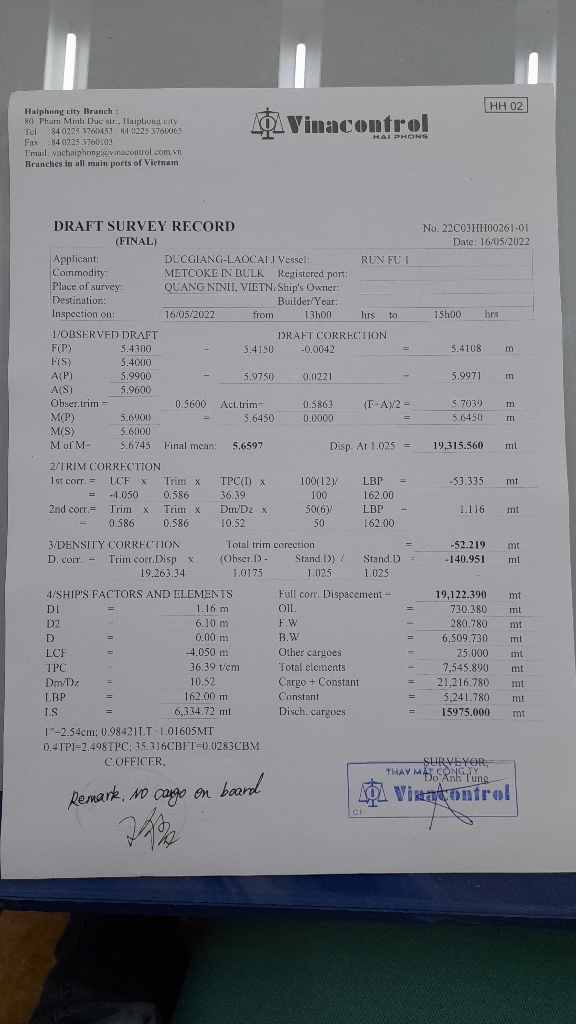 Haiphong city Branch :
80 Pham Minh Duc str., Haiphong city
Tel : 84 0225 3760453 - 84 0225 3760065
Fax : 84 0225 3760103
Email: vnchaiphong@vinacontrol.com.vn
Branches in all main ports of Vietnam
Vinacontrol
HAI PHONG
HH 02
DRAFT SURVEY RECORD
(FINAL)
No. 22C03HH00261-01
Date: 16/05/2022
Applicant: DUCGIANG-LAOCAI J Vessel: RUN FU 1
Commodity: METCOKE IN BULK Registered port:
Place of survey: QUANG NINH, VIETN Ship's Owner:
Destination: Builder/Year:
Inspection on: 16/05/2022 from 13h00 hrs to 15h00 hrs
1/OBSERVED DRAFT DRAFT CORRECTION
F(P) 5.4300 = 5.4150 -0.0042 = 5.4108 m
F(S) 5.4000
A(P) 5.9900 = 5.9750 0.0221 = 5.9971 m
A(S) 5.9600
Obser.trim = 0.5600 Act.trim= 0.5863 (F+A)/2 = 5.7039 m
M(P) 5.6900 = 5.6450 0.0000 = 5.6450 m
M(S) 5.6000
M of M= 5.6745 Final mean: 5.6597 Disp. At 1.025 = 19,315.560 mt
2/TRIM CORRECTION
1st corr. = LCF x Trim x TPC(I) x 100(12)/ LBP = -53.335 mt
= -4.050 0.586 36.39 100 162.00
2nd corr.= Trim x Trim x Dm/Dz x 50(6)/ LBP = 1.116 mt
= 0.586 0.586 10.52 50 162.00
3/DENSITY CORRECTION Total trim corection = -52.219 mt
D. corr. = Trim corr.Disp x (Obser.D - Stand.D) / Stand.D = -140.951 mt
19,263.34 1.0175 1.025 1.025
4/SHIP'S FACTORS AND ELEMENTS Full corr. Dispacement = 19,122.390 mt
D1 = 1.16 m OIL = 730.380 mt
D2 = 6.10 m F.W = 280.780 mt
D = 0.00 m B.W = 6,509.730 mt
LCF = -4.050 m Other cargoes = 25.000 mt
TPC = 36.39 t/cm Total elements = 7,545.890 mt
Dm/Dz = 10.52 Cargo + Constant = 21,216.780 mt
LBP = 162.00 m Constant = 5,241.780 mt
LS = 6,334.72 mt Disch. cargoes = 15975.000 mt
1"=2.54cm; 0.98421LT=1.01605MT
0.4TPI=2.498TPC; 35.316CBFT=0.0283CBM
C.OFFICER, SURVEYOR,
THAY MẶT CÔNG TY
Do Anh Tung
Vinacontrol
C1
Remark, No cargo on board